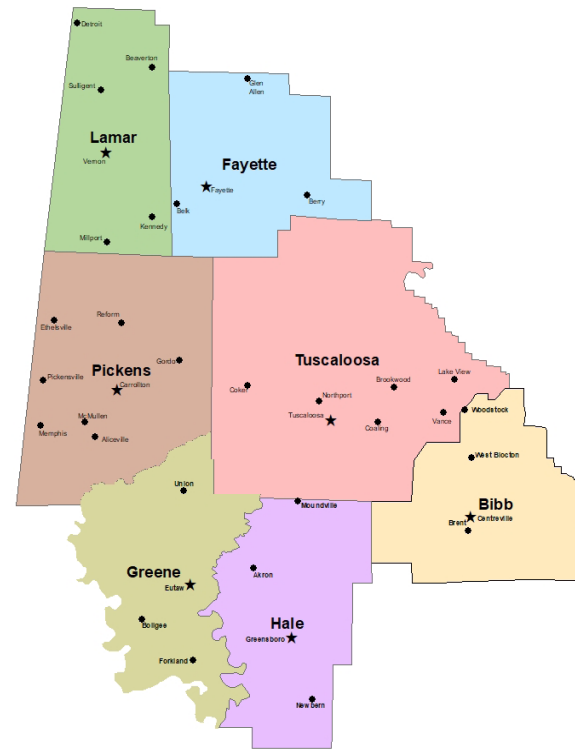 Detroit
Beaverton
Sulligent
Lamar
Vernon
Kennedy
Millport
Glen
Allen
Fayette
Fayette
Belk
Berry
Ethelsville
Reform
Gordo
Pickens
Pickensville
Carrollton
McMullen
Memphis
Aliceville
Tuscaloosa
Lake View
Brookwood
Coker
Northport
Tuscaloosa
Coaling
Vance
Woodstock
West Blocton
Bibb
Centreville
Brent
Union
Greene
Eutaw
Boligee
Forkland
Moundville
Akron
Hale
Greensboro
Newbern